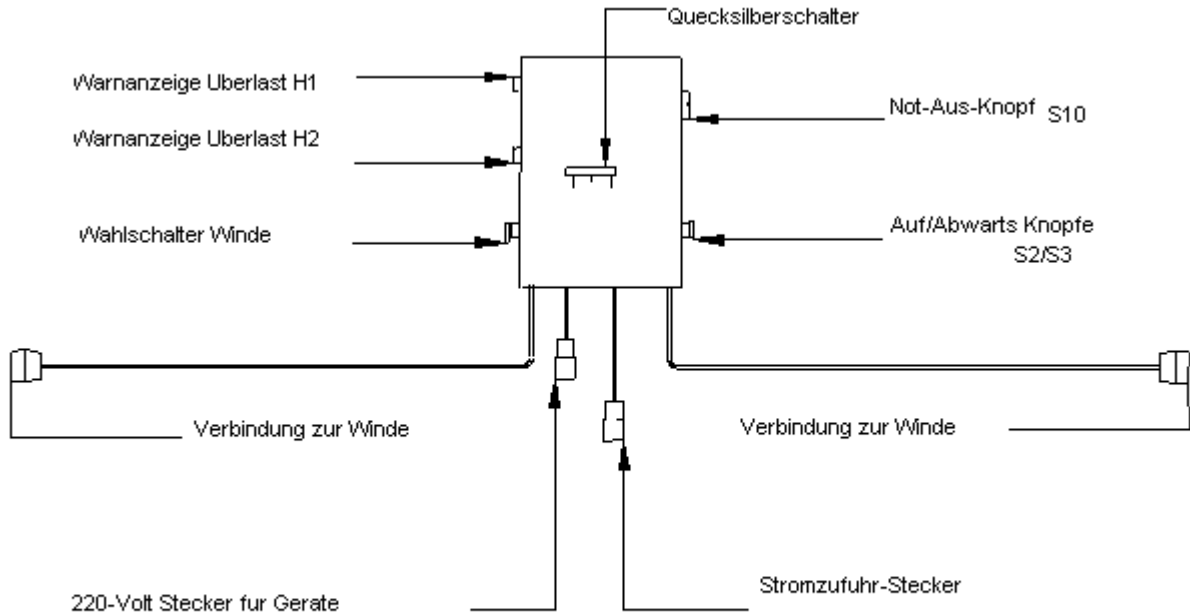 Quecksilberschalter
Warnanzeige Uberlast H1
Not-Aus-Knopf S10
Warnanzeige Uberlast H2
Wahlschalter Winde
Auf/Abwarts Knopfe
S2/S3
Verbindung zur Winde
Verbindung zur Winde
220-Volt Stecker fur Gerate
Stromzufuhr-Stecker